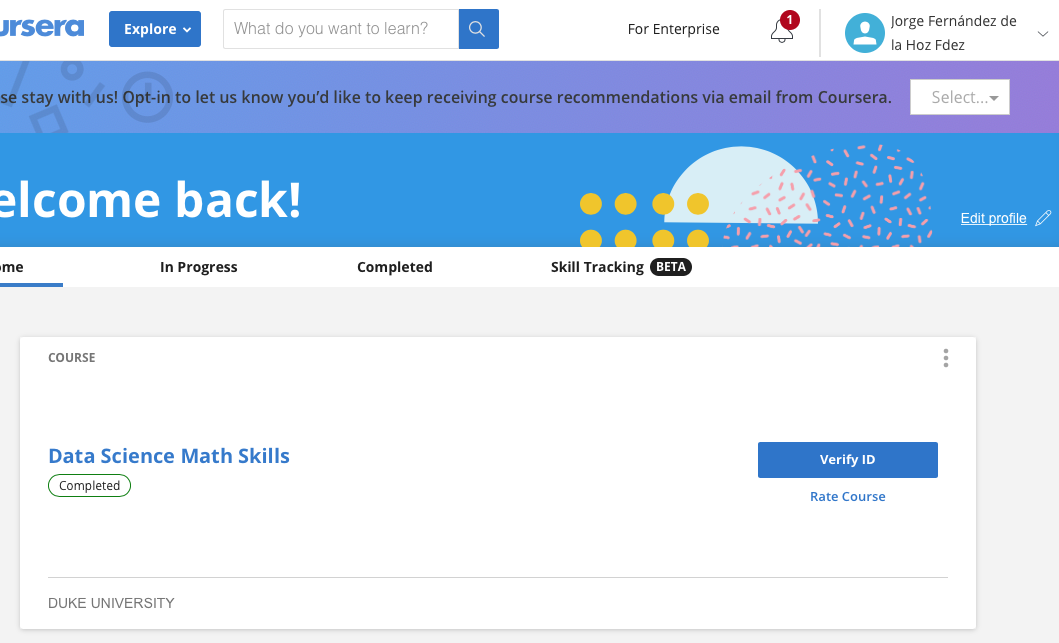 ursera
Explore
What do you want to learn?
For Enterprise
1
Jorge Fernández de
la Hoz Fdez
se stay with us! Opt-in to let us know you’d like to keep receiving course recommendations via email from Coursera.
Select...
elcome back!
Edit profile
ome
In Progress
Completed
Skill Tracking BETA
COURSE
Data Science Math Skills
Completed
Verify ID
Rate Course
DUKE UNIVERSITY